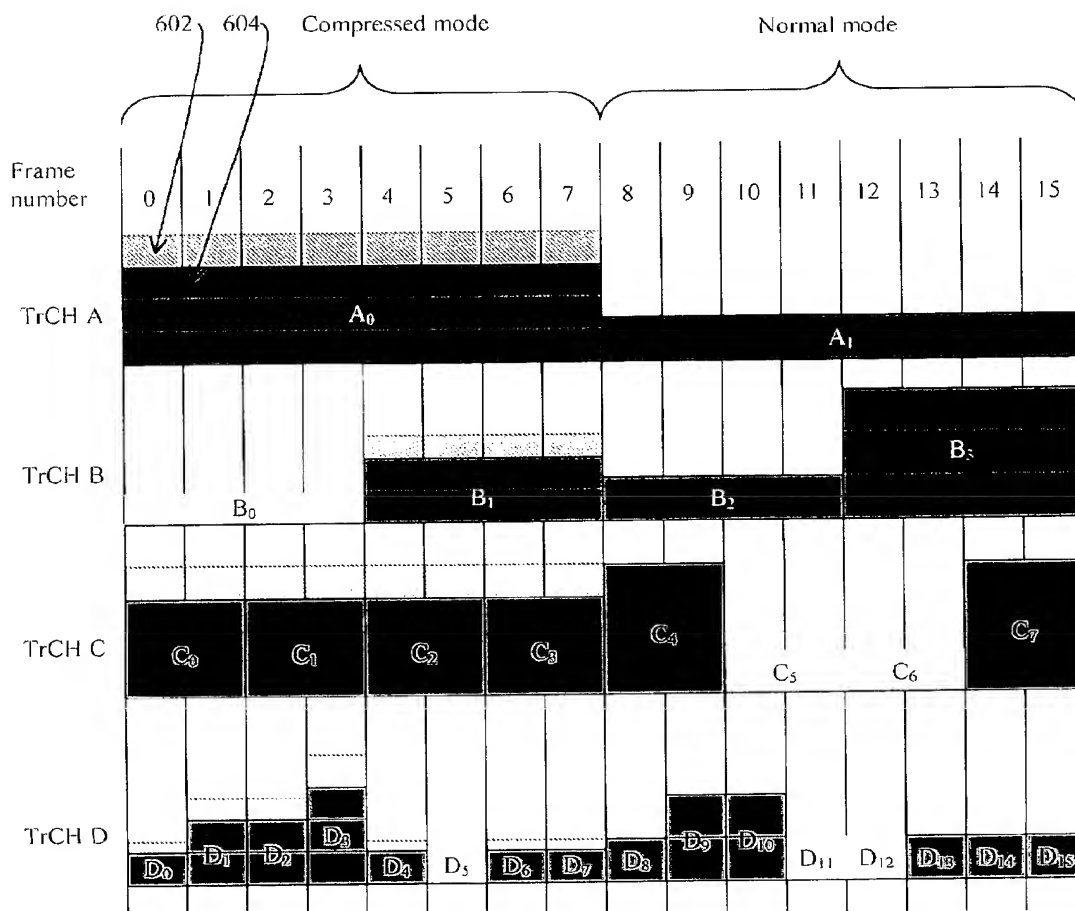 602 604 Compressed mode Normal mode
Frame number 0 1 2 3 4 5 6 7 8 9 10 11 12 13 14 15
TrCH A A₀ A₁
TrCH B B₀ B₁ B₂ B₃
TrCH C C₀ C₁ C₂ C₃ C₄ C₅ C₆ C₇
TrCH D D₀ D₁ D₂ D₃ D₄ D₅ D₆ D₇ D₈ D₉ D₁₀ D₁₁ D₁₂ D₁₃ D₁₄ D₁₅